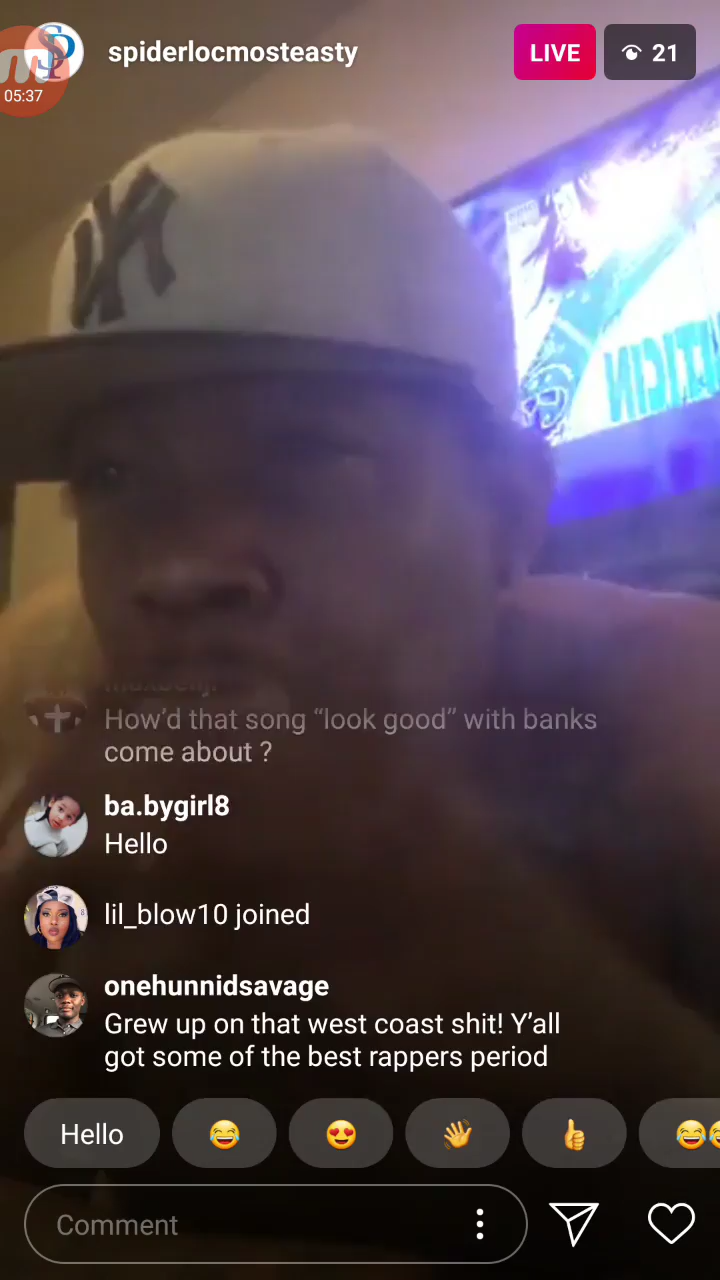 spiderlocmosteasty
LIVE
21
05:37
How’d that song “look good” with banks
come about ?
ba.bygirl8
Hello
lil_blow10 joined
onehunnidsavage
Grew up on that west coast shit! Y’all
got some of the best rappers period
Hello
Comment